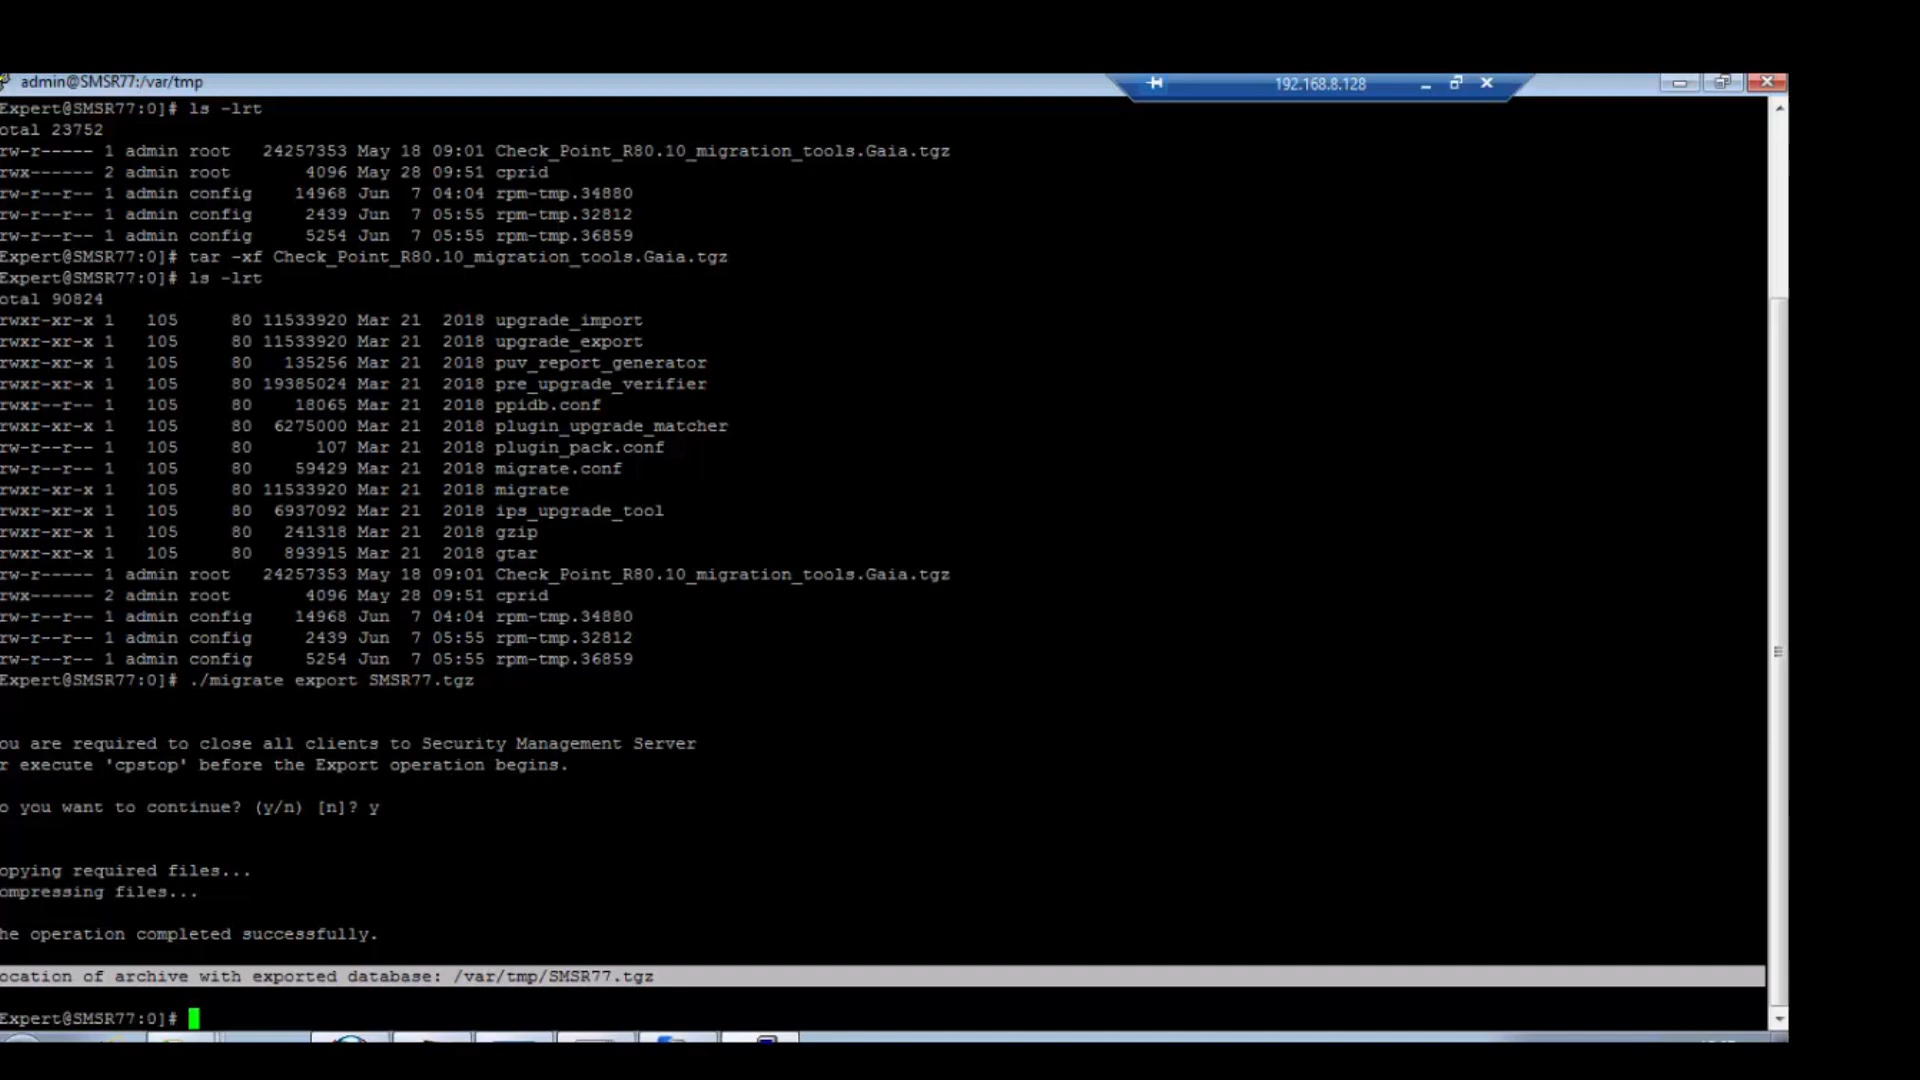 admin@SMSR77:/var/tmp
192.168.8.128
Expert@SMSR77:0]# ls -lrt
otal 23752
rw-r----- 1 admin root   24257353 May 18 09:01 Check_Point_R80.10_migration_tools.Gaia.tgz
rwx------ 2 admin root       4096 May 28 09:51 cprid
rw-r--r-- 1 admin config    14968 Jun  7 04:04 rpm-tmp.34880
rw-r--r-- 1 admin config     2439 Jun  7 05:55 rpm-tmp.32812
rw-r--r-- 1 admin config     5254 Jun  7 05:55 rpm-tmp.36859
Expert@SMSR77:0]# tar -xf Check_Point_R80.10_migration_tools.Gaia.tgz
Expert@SMSR77:0]# ls -lrt
otal 90824
rwxr-xr-x 1   105     80 11533920 Mar 21  2018 upgrade_import
rwxr-xr-x 1   105     80 11533920 Mar 21  2018 upgrade_export
rwxr-xr-x 1   105     80   135256 Mar 21  2018 puv_report_generator
rwxr-xr-x 1   105     80 19385024 Mar 21  2018 pre_upgrade_verifier
rwxr--r-- 1   105     80    18065 Mar 21  2018 ppidb.conf
rwxr-xr-x 1   105     80  6275000 Mar 21  2018 plugin_upgrade_matcher
rw-r--r-- 1   105     80      107 Mar 21  2018 plugin_pack.conf
rw-r--r-- 1   105     80    59429 Mar 21  2018 migrate.conf
rwxr-xr-x 1   105     80 11533920 Mar 21  2018 migrate
rwxr-xr-x 1   105     80  6937092 Mar 21  2018 ips_upgrade_tool
rwxr-xr-x 1   105     80   241318 Mar 21  2018 gzip
rwxr-xr-x 1   105     80   893915 Mar 21  2018 gtar
rw-r----- 1 admin root   24257353 May 18 09:01 Check_Point_R80.10_migration_tools.Gaia.tgz
rwx------ 2 admin root       4096 May 28 09:51 cprid
rw-r--r-- 1 admin config    14968 Jun  7 04:04 rpm-tmp.34880
rw-r--r-- 1 admin config     2439 Jun  7 05:55 rpm-tmp.32812
rw-r--r-- 1 admin config     5254 Jun  7 05:55 rpm-tmp.36859
Expert@SMSR77:0]# ./migrate export SMSR77.tgz
ou are required to close all clients to Security Management Server
r execute 'cpstop' before the Export operation begins.
o you want to continue? (y/n) [n]? y
opying required files...
ompressing files...
he operation completed successfully.
ocation of archive with exported database: /var/tmp/SMSR77.tgz
Expert@SMSR77:0]#